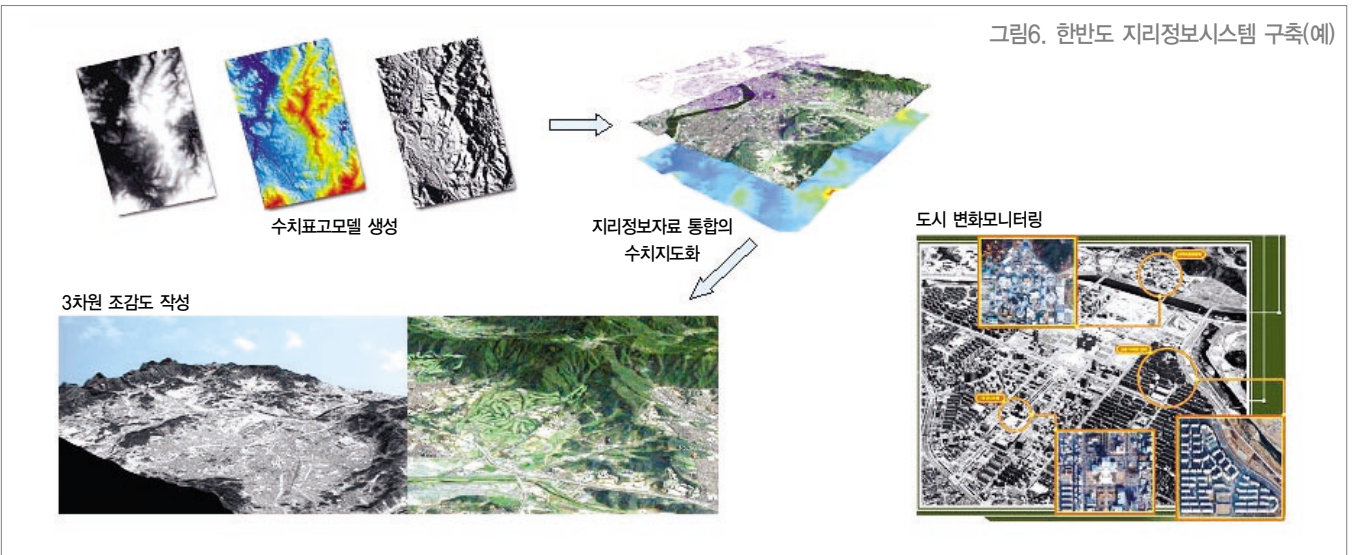 그림6. 한반도 지리정보시스템 구축(예)
수치표고모델 생성
지리정보자료 통합의
수치지도화
도시 변화모니터링
3차원 조감도 작성